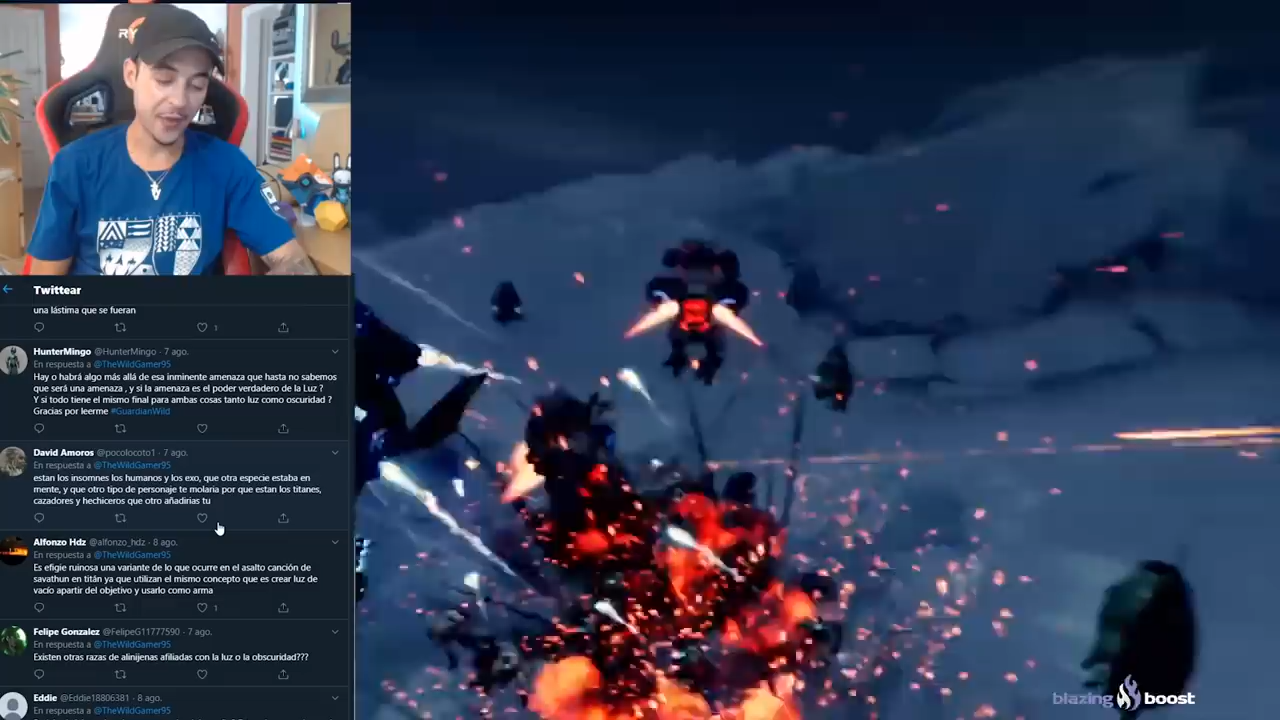 RY
Twittear
una lástima que se fueran
1
HunterMingo @HunterMingo · 7 ago.
En respuesta a @TheWildGamer95
Hay o habrá algo más allá de esa inminente amenaza que hasta no sabemos
que será una amenaza , y si la amenaza es el poder verdadero de la Luz ?
Y si todo tiene el mismo final para ambas cosas tanto luz como oscuridad ?
Gracias por leerme #GuardianWild
David Amoros @pocolocoto1 · 7 ago.
En respuesta a @TheWildGamer95
estan los insomnes los humanos y los exo, que otra especie estaba en
mente, y que otro tipo de personaje te molaria por que estan los titanes,
cazadores y hechiceros que otro añadirias tu
Alfonzo Hdz @alfonzo_hdz · 8 ago.
En respuesta a @TheWildGamer95
Es efigie ruinosa una variante de lo que ocurre en el asalto canción de
savathun en titán ya que utilizan el mismo concepto que es crear luz de
vacío apartir del objetivo y usarlo como arma
1
Felipe Gonzalez @FelipeG11777590 · 7 ago.
En respuesta a @TheWildGamer95
Existen otras razas de alinijenas afiliadas con la luz o la obscuridad???
Eddie @Eddie18806381 · 8 ago.
En respuesta a @TheWildGamer95
blazing boost